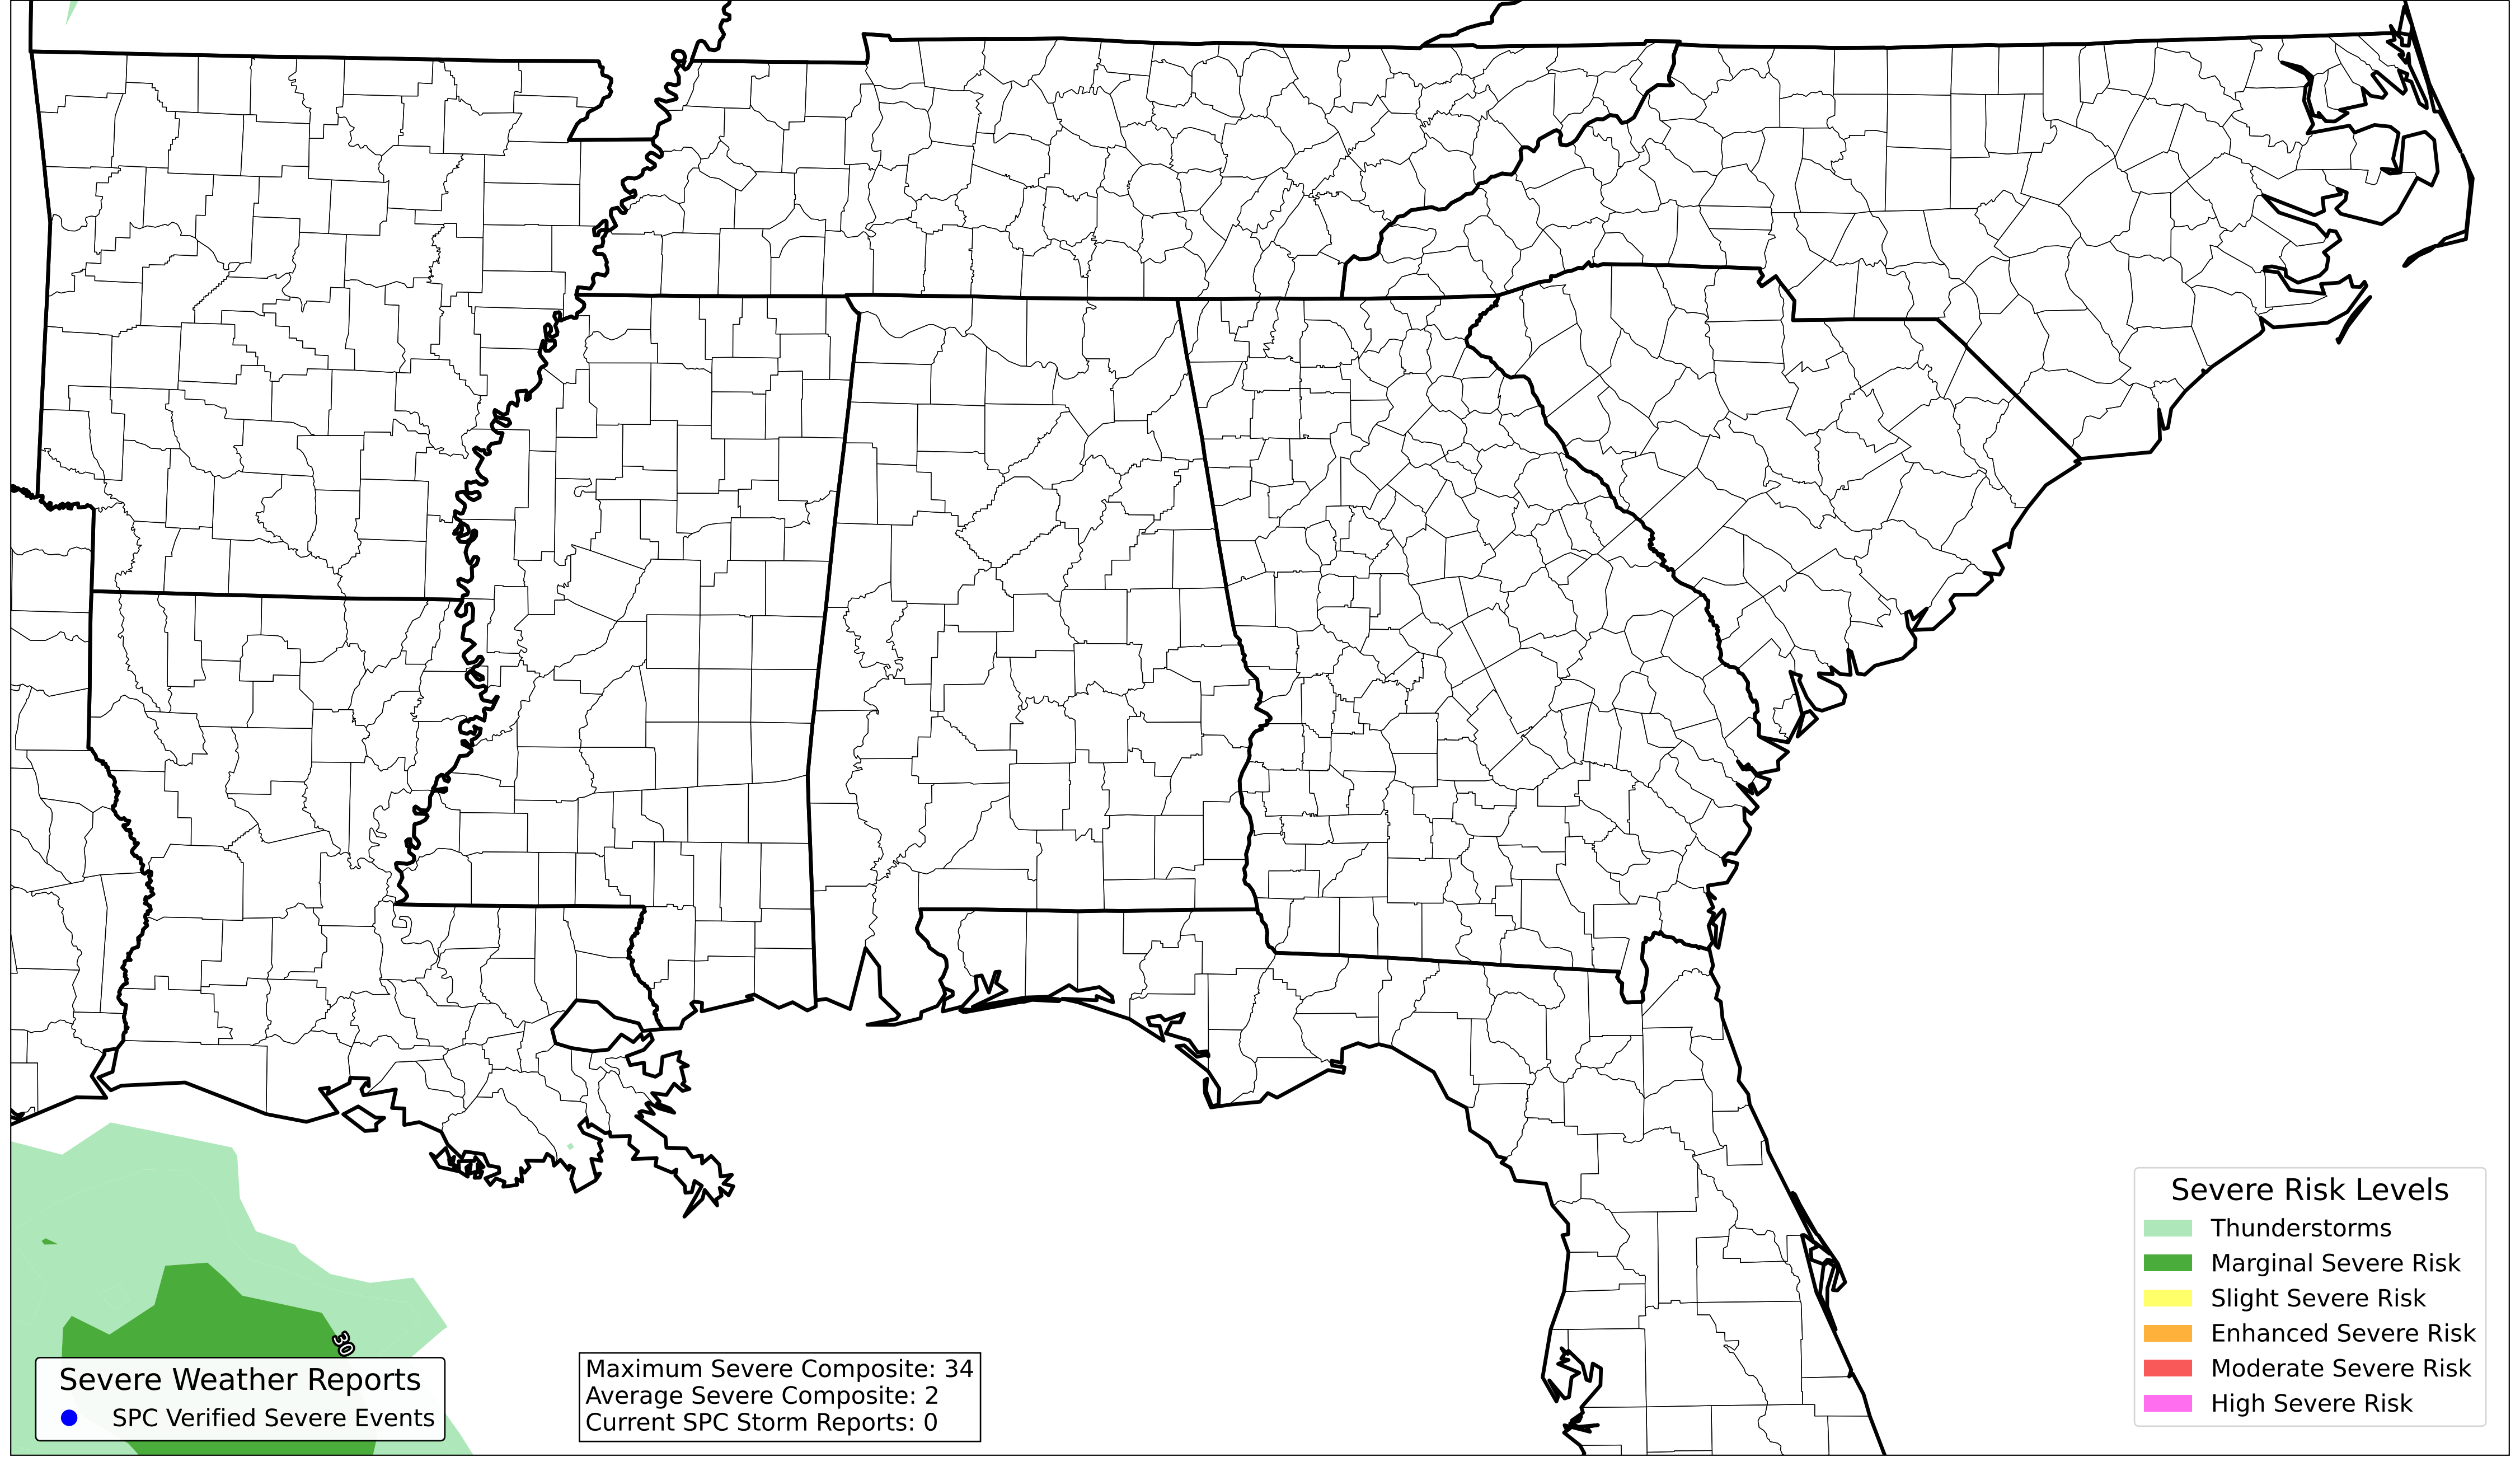 30
Severe Weather Reports
SPC Verified Severe Events
Maximum Severe Composite: 34
Average Severe Composite: 2
Current SPC Storm Reports: 0
Severe Risk Levels
Thunderstorms
Marginal Severe Risk
Slight Severe Risk
Enhanced Severe Risk
Moderate Severe Risk
High Severe Risk